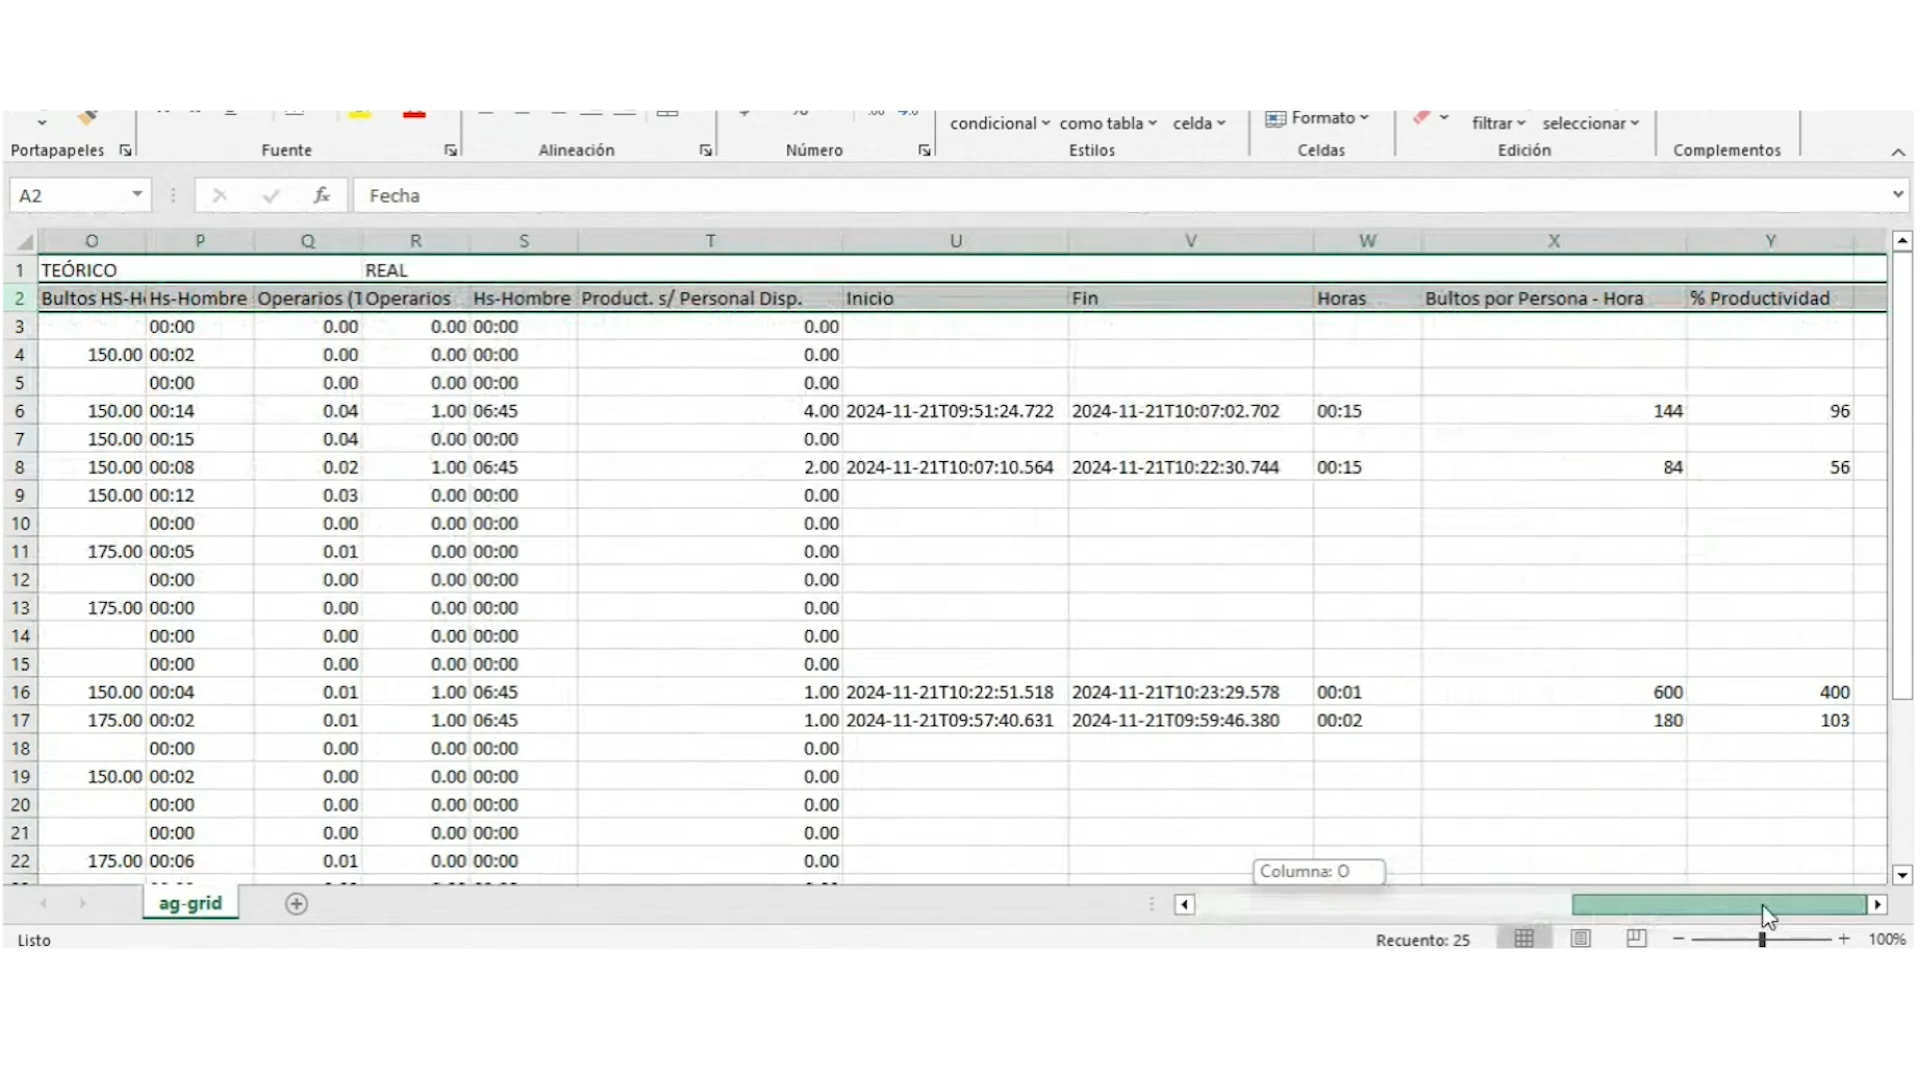 condicional como tabla celda Formato filtrar seleccionar
Portapapeles Fuente Alineación Número Estilos Celdas Edición Complementos
A2 fx Fecha
O P Q R S T U V W X Y
1 TEÓRICO REAL
2 Bultos HS-H Hs-Hombre Operarios (T Operarios Hs-Hombre Product. s/ Personal Disp. Inicio Fin Horas Bultos por Persona - Hora % Productividad
3 00:00 0.00 0.00 00:00 0.00
4 150.00 00:02 0.00 0.00 00:00 0.00
5 00:00 0.00 0.00 00:00 0.00
6 150.00 00:14 0.04 1.00 06:45 4.00 2024-11-21T09:51:24.722 2024-11-21T10:07:02.702 00:15 144 96
7 150.00 00:15 0.04 0.00 00:00 0.00
8 150.00 00:08 0.02 1.00 06:45 2.00 2024-11-21T10:07:10.564 2024-11-21T10:22:30.744 00:15 84 56
9 150.00 00:12 0.03 0.00 00:00 0.00
10 00:00 0.00 0.00 00:00 0.00
11 175.00 00:05 0.01 0.00 00:00 0.00
12 00:00 0.00 0.00 00:00 0.00
13 175.00 00:00 0.00 0.00 00:00 0.00
14 00:00 0.00 0.00 00:00 0.00
15 00:00 0.00 0.00 00:00 0.00
16 150.00 00:04 0.01 1.00 06:45 1.00 2024-11-21T10:22:51.518 2024-11-21T10:23:29.578 00:01 600 400
17 175.00 00:02 0.01 1.00 06:45 1.00 2024-11-21T09:57:40.631 2024-11-21T09:59:46.380 00:02 180 103
18 00:00 0.00 0.00 00:00 0.00
19 150.00 00:02 0.00 0.00 00:00 0.00
20 00:00 0.00 0.00 00:00 0.00
21 00:00 0.00 0.00 00:00 0.00
22 175.00 00:06 0.01 0.00 00:00 0.00
Columna: O
ag-grid
Listo Recuento: 25 100%